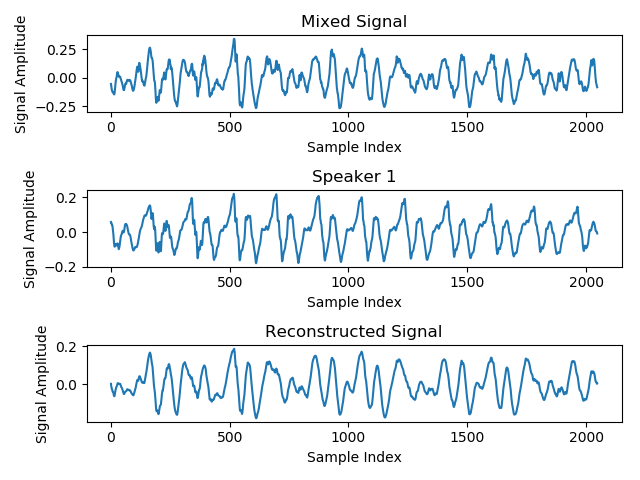 Mixed Signal
Signal Amplitude
0.25
0.00
−0.25
0 500 1000 1500 2000
Sample Index
Speaker 1
Signal Amplitude
0.2
0.0
−0.2
0 500 1000 1500 2000
Sample Index
Reconstructed Signal
Signal Amplitude
0.2
0.0
0 500 1000 1500 2000
Sample Index